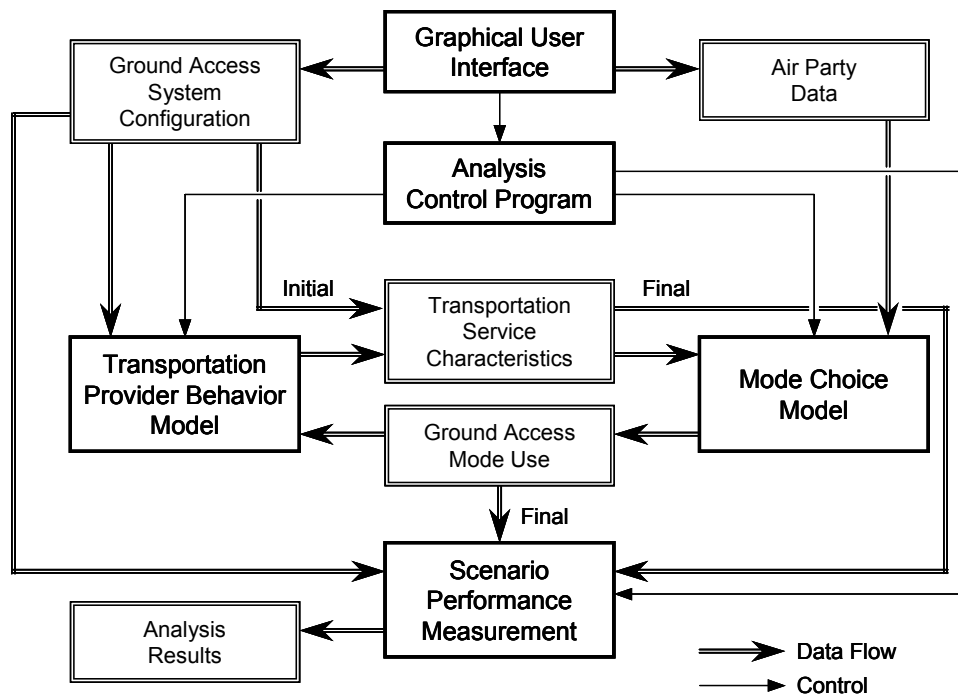 Graphical User
Interface
Ground Access
System
Configuration
Air Party
Data
Analysis
Control Program
Initial
Transportation
Service
Characteristics
Final
Transportation
Provider Behavior
Model
Mode Choice
Model
Ground Access
Mode Use
Final
Scenario
Performance
Measurement
Analysis
Results
Data Flow
Control